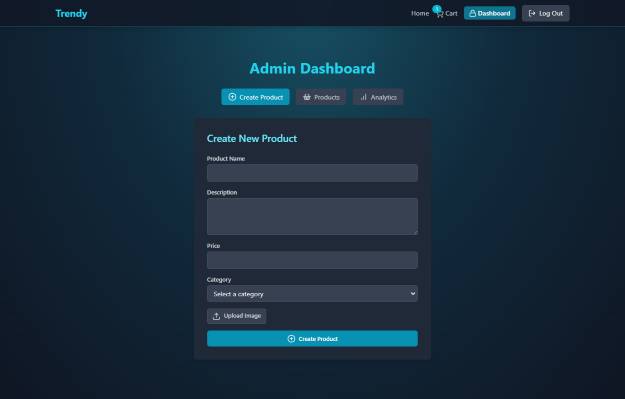 Trendy
Home
1
Cart
Dashboard
Log Out
Admin Dashboard
Create Product
Products
Analytics
Create New Product
Product Name
Description
Price
Category
Select a category
Upload Image
Create Product